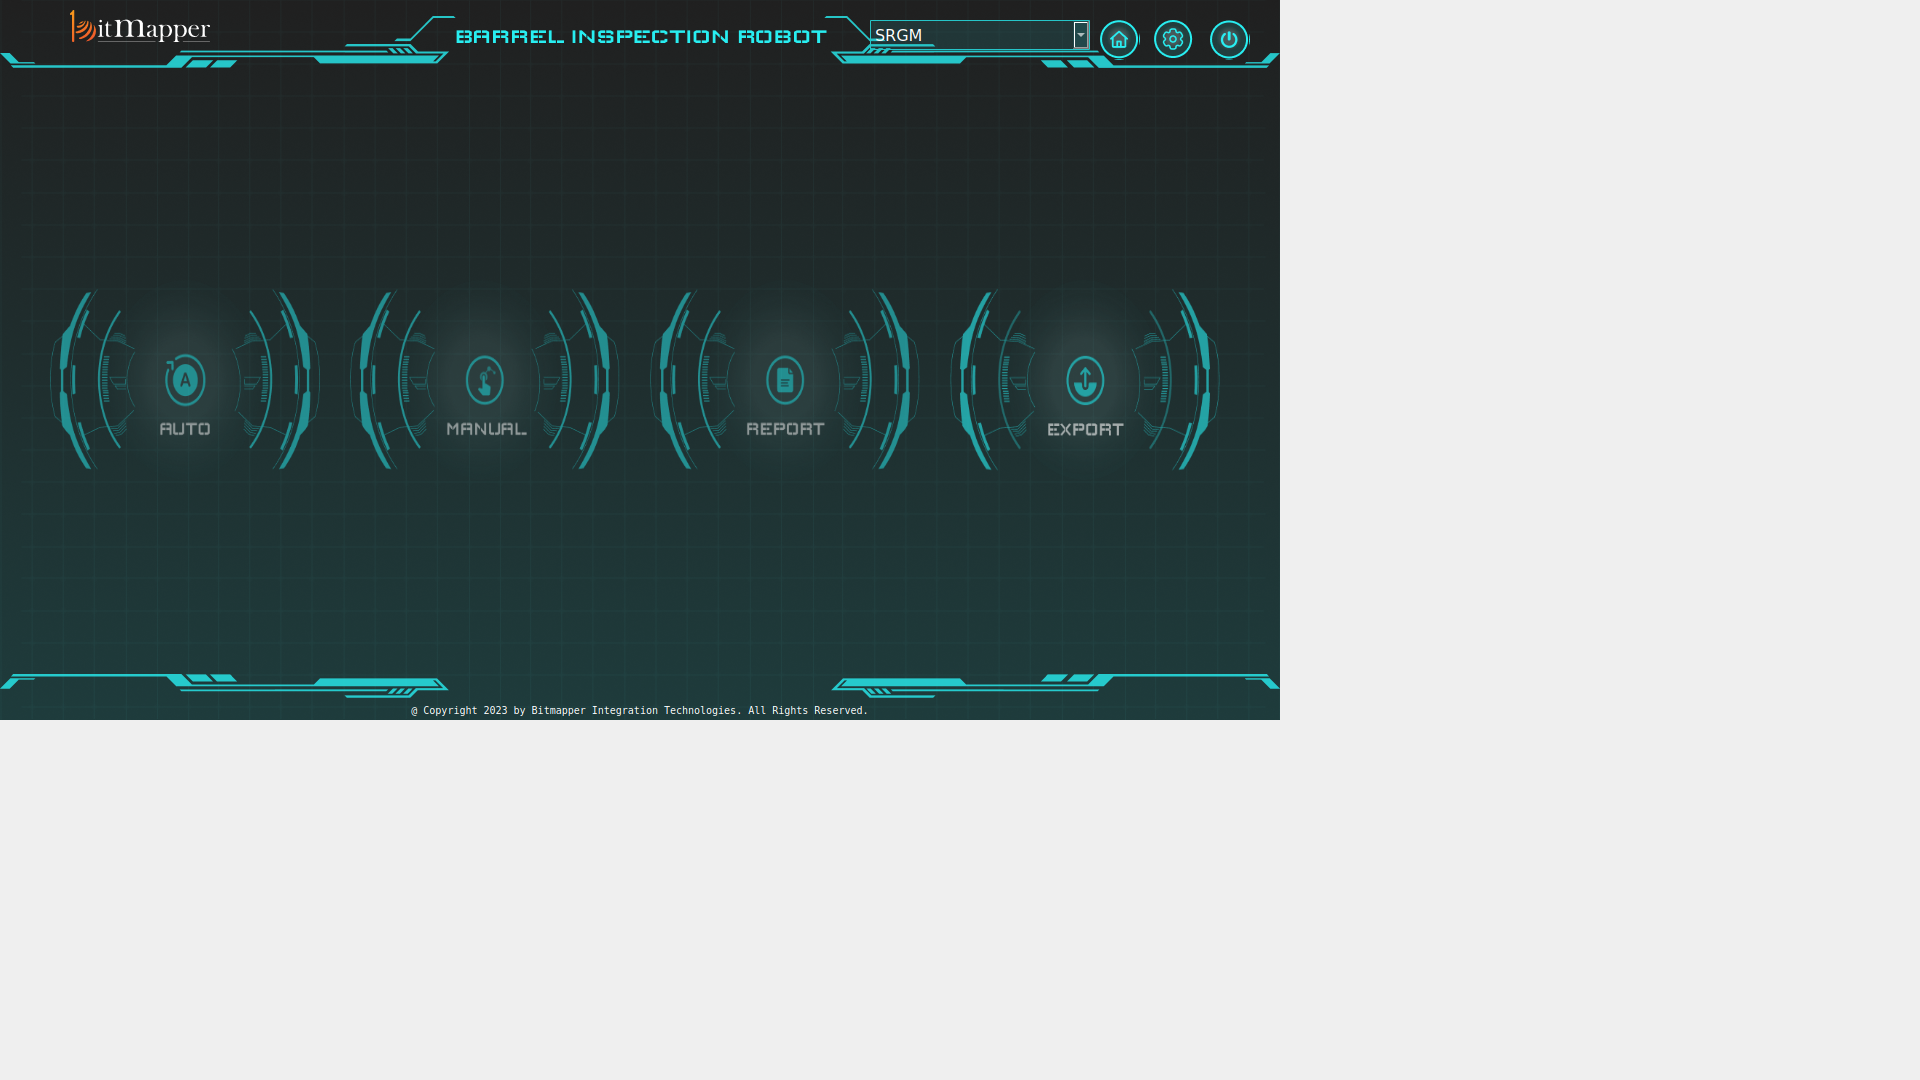 bitmapper
BARREL INSPECTION ROBOT
SRGM
A
AUTO
MANUAL
REPORT
EXPORT
@ Copyright 2023 by Bitmapper Integration Technologies. All Rights Reserved.